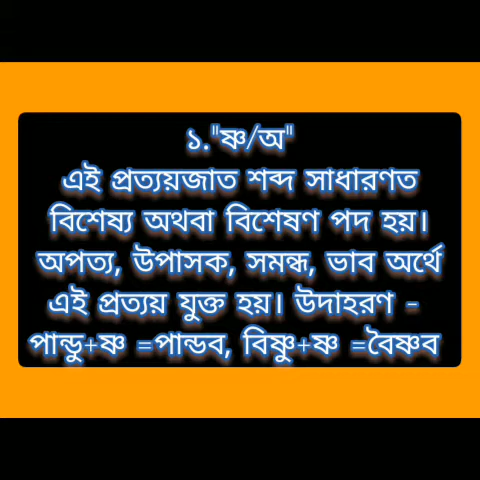 ১."ষ্ণ/অ"
এই প্রত্যয়জাত শব্দ সাধারণত
বিশেষ্য অথবা বিশেষণ পদ হয়।
অপত্য, উপাসক, সমন্ধ, ভাব অর্থে
এই প্রত্যয় যুক্ত হয়। উদাহরণ -
পান্ডু+ষ্ণ =পান্ডব, বিষ্ণু+ষ্ণ =বৈষ্ণব